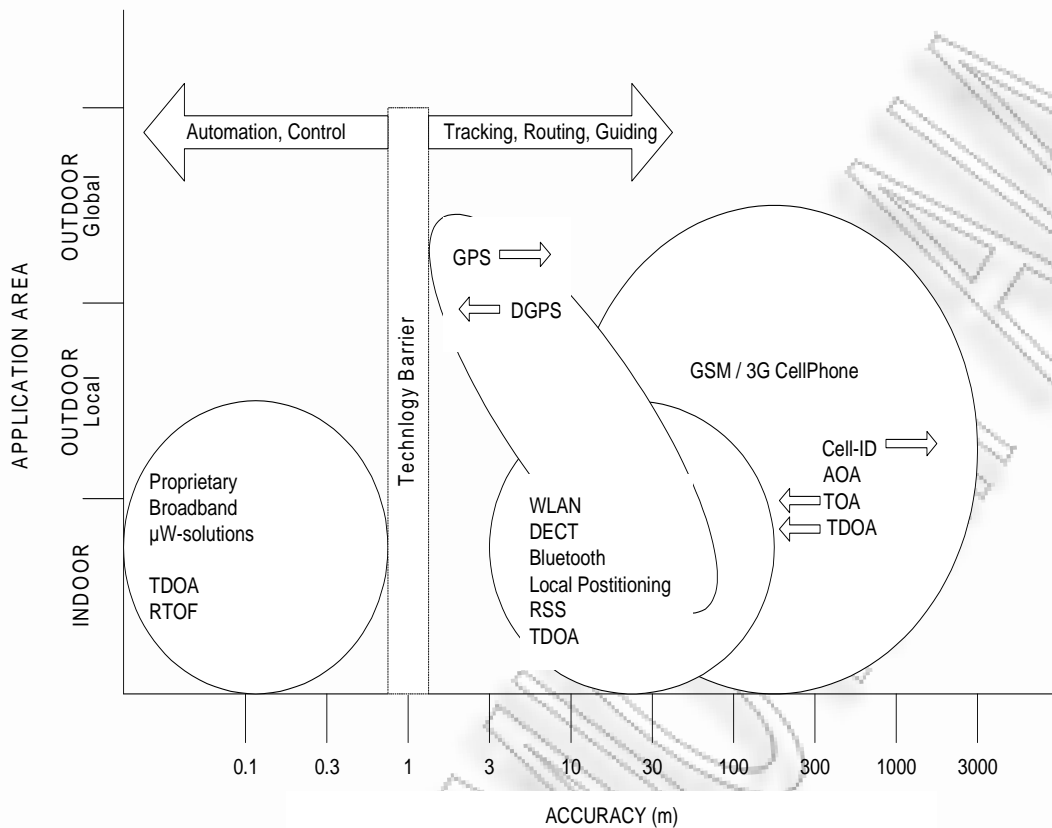 Automation, Control
Tracking, Routing, Guiding
APPLICATION AREA
OUTDOOR
Global
OUTDOOR
Local
INDOOR
Technlogy Barrier
GPS
DGPS
GSM / 3G CellPhone
Cell-ID
AOA
TOA
TDOA
Proprietary
Broadband
µW-solutions
TDOA
RTOF
WLAN
DECT
Bluetooth
Local Postitioning
RSS
TDOA
0.1 0.3 1 3 10 30 100 300 1000 3000
ACCURACY (m)